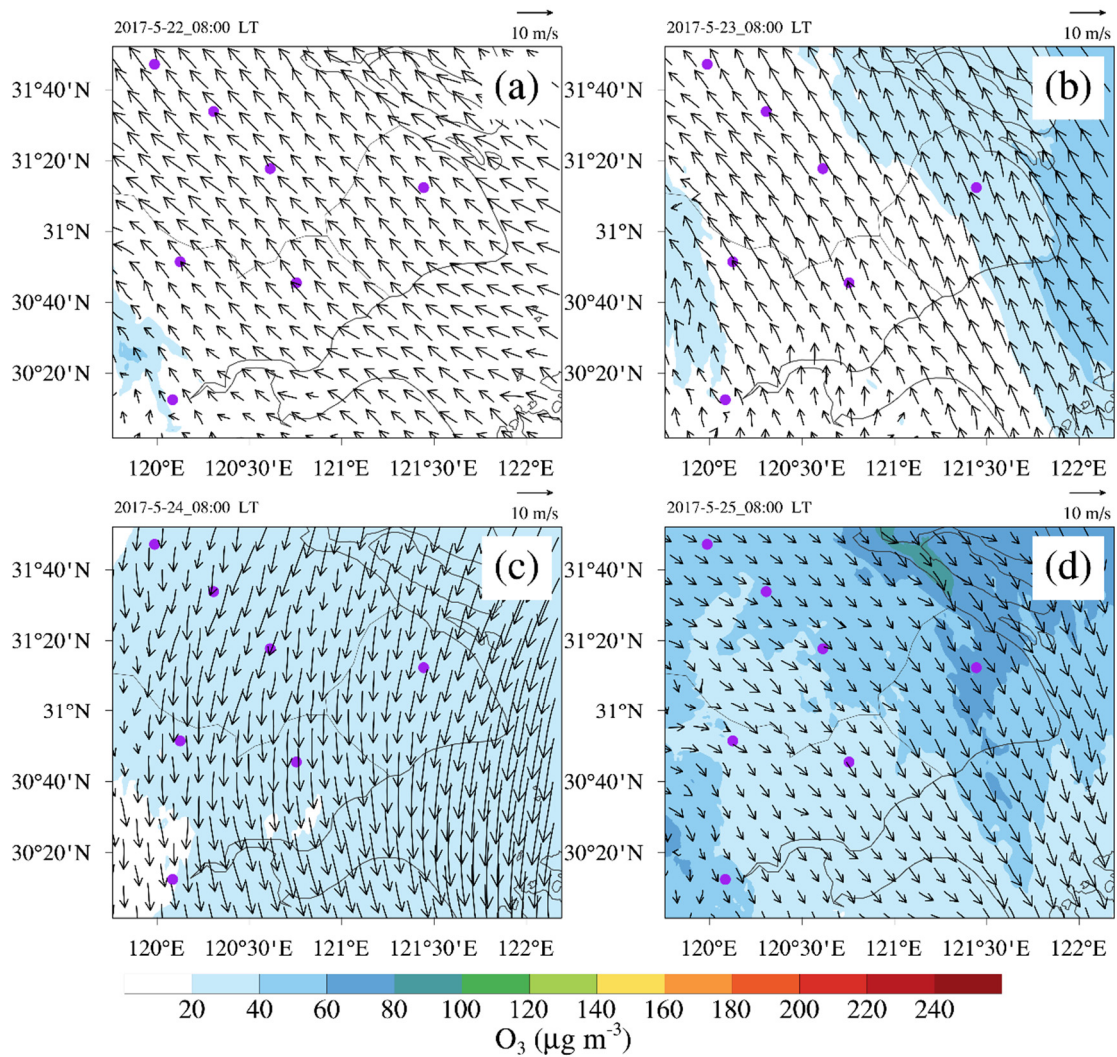 2017-5-22_08:00 LT
10 m/s
2017-5-23_08:00 LT
10 m/s
(a)
(b)
31°40'N
31°20'N
31°N
30°40'N
30°20'N
31°40'N
31°20'N
31°N
30°40'N
30°20'N
120°E 120°30'E 121°E 121°30'E 122°E
120°E 120°30'E 121°E 121°30'E 122°E
2017-5-24_08:00 LT
10 m/s
2017-5-25_08:00 LT
10 m/s
(c)
(d)
31°40'N
31°20'N
31°N
30°40'N
30°20'N
31°40'N
31°20'N
31°N
30°40'N
30°20'N
120°E 120°30'E 121°E 121°30'E 122°E
120°E 120°30'E 121°E 121°30'E 122°E
20 40 60 80 100 120 140 160 180 200 220 240
O₃ (μg m⁻³)